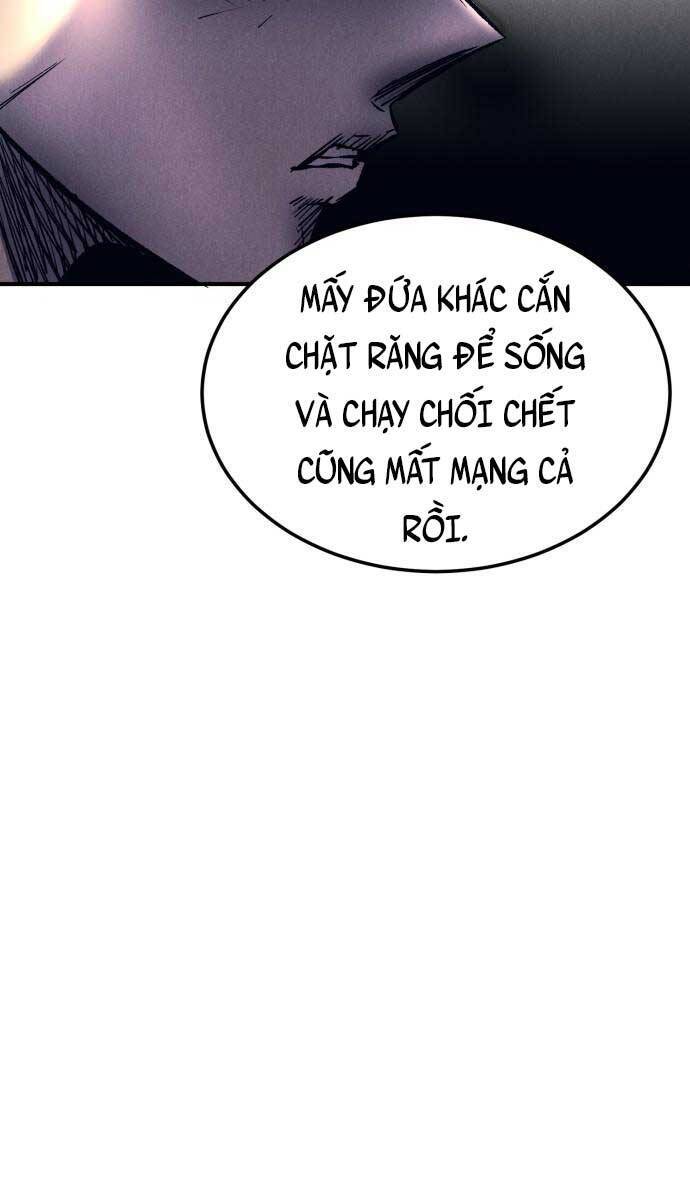 MẤY ĐỨA KHÁC CẮN
CHẶT RĂNG ĐỂ SỐNG
VÀ CHẠY CHỐI CHẾT
CŨNG MẤT MẠNG CẢ
RỒI.